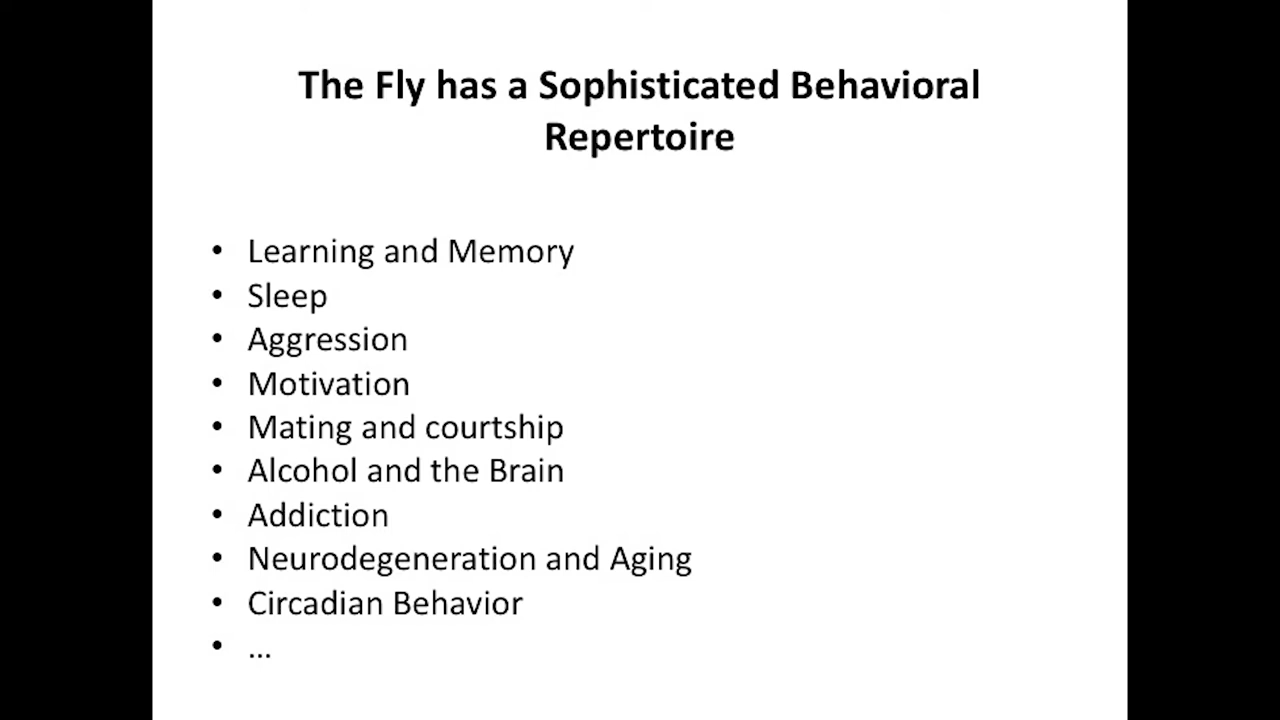 The Fly has a Sophisticated Behavioral
Repertoire
• Learning and Memory
• Sleep
• Aggression
• Motivation
• Mating and courtship
• Alcohol and the Brain
• Addiction
• Neurodegeneration and Aging
• Circadian Behavior
• ...